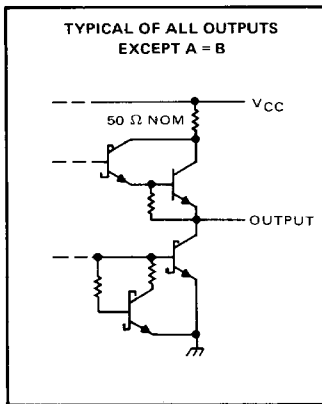 TYPICAL OF ALL OUTPUTS
EXCEPT A = B
VCC
50 Ω NOM
OUTPUT